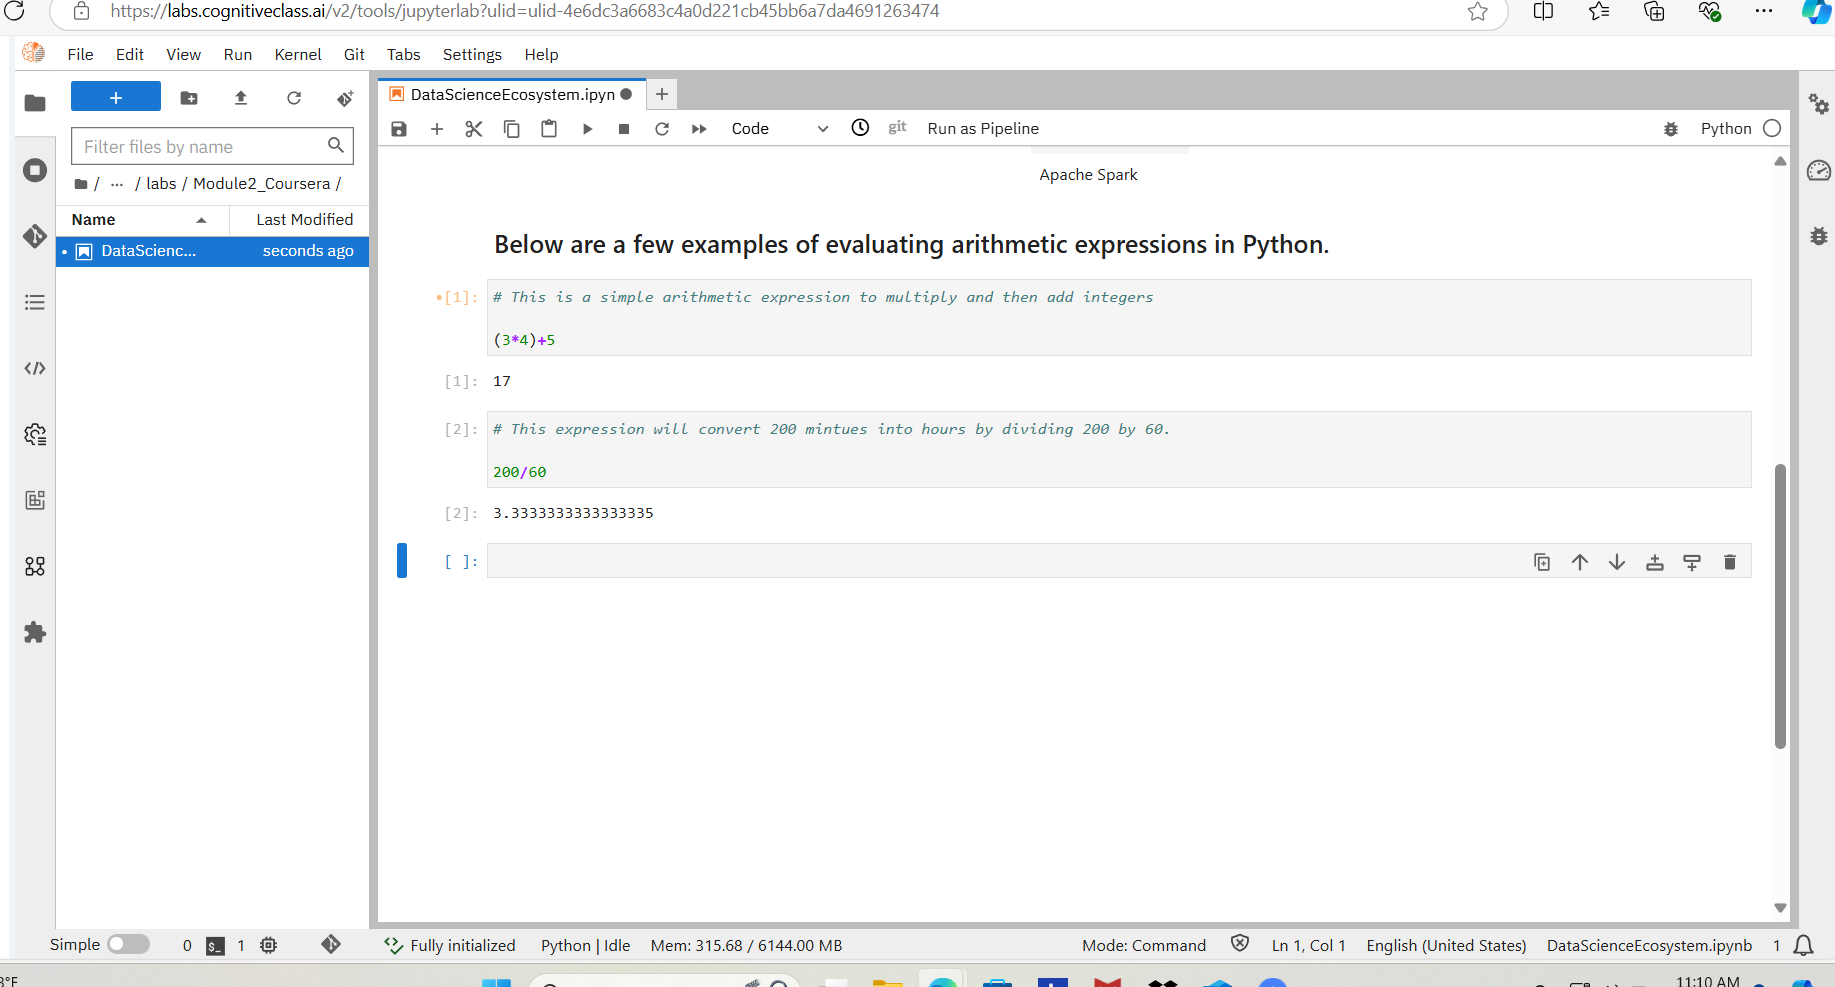 https://labs.cognitiveclass.ai/v2/tools/jupyterlab?ulid=ulid-4e6dc3a6683c4a0d221cb45bb6a7da4691263474
File Edit View Run Kernel Git Tabs Settings Help
DataScienceEcosystem.ipyn
Code git Run as Pipeline Python
Filter files by name
/ ... / labs / Module2_Coursera /
Name Last Modified
DataScienc... seconds ago
Apache Spark
Below are a few examples of evaluating arithmetic expressions in Python.
[1]: # This is a simple arithmetic expression to multiply and then add integers
(3*4)+5
[1]: 17
[2]: # This expression will convert 200 mintues into hours by dividing 200 by 60.
200/60
[2]: 3.3333333333333335
[ ]:
Simple 0 $_ 1 Fully initialized Python | Idle Mem: 315.68 / 6144.00 MB Mode: Command Ln 1, Col 1 English (United States) DataScienceEcosystem.ipynb 1
°F 11:10 AM